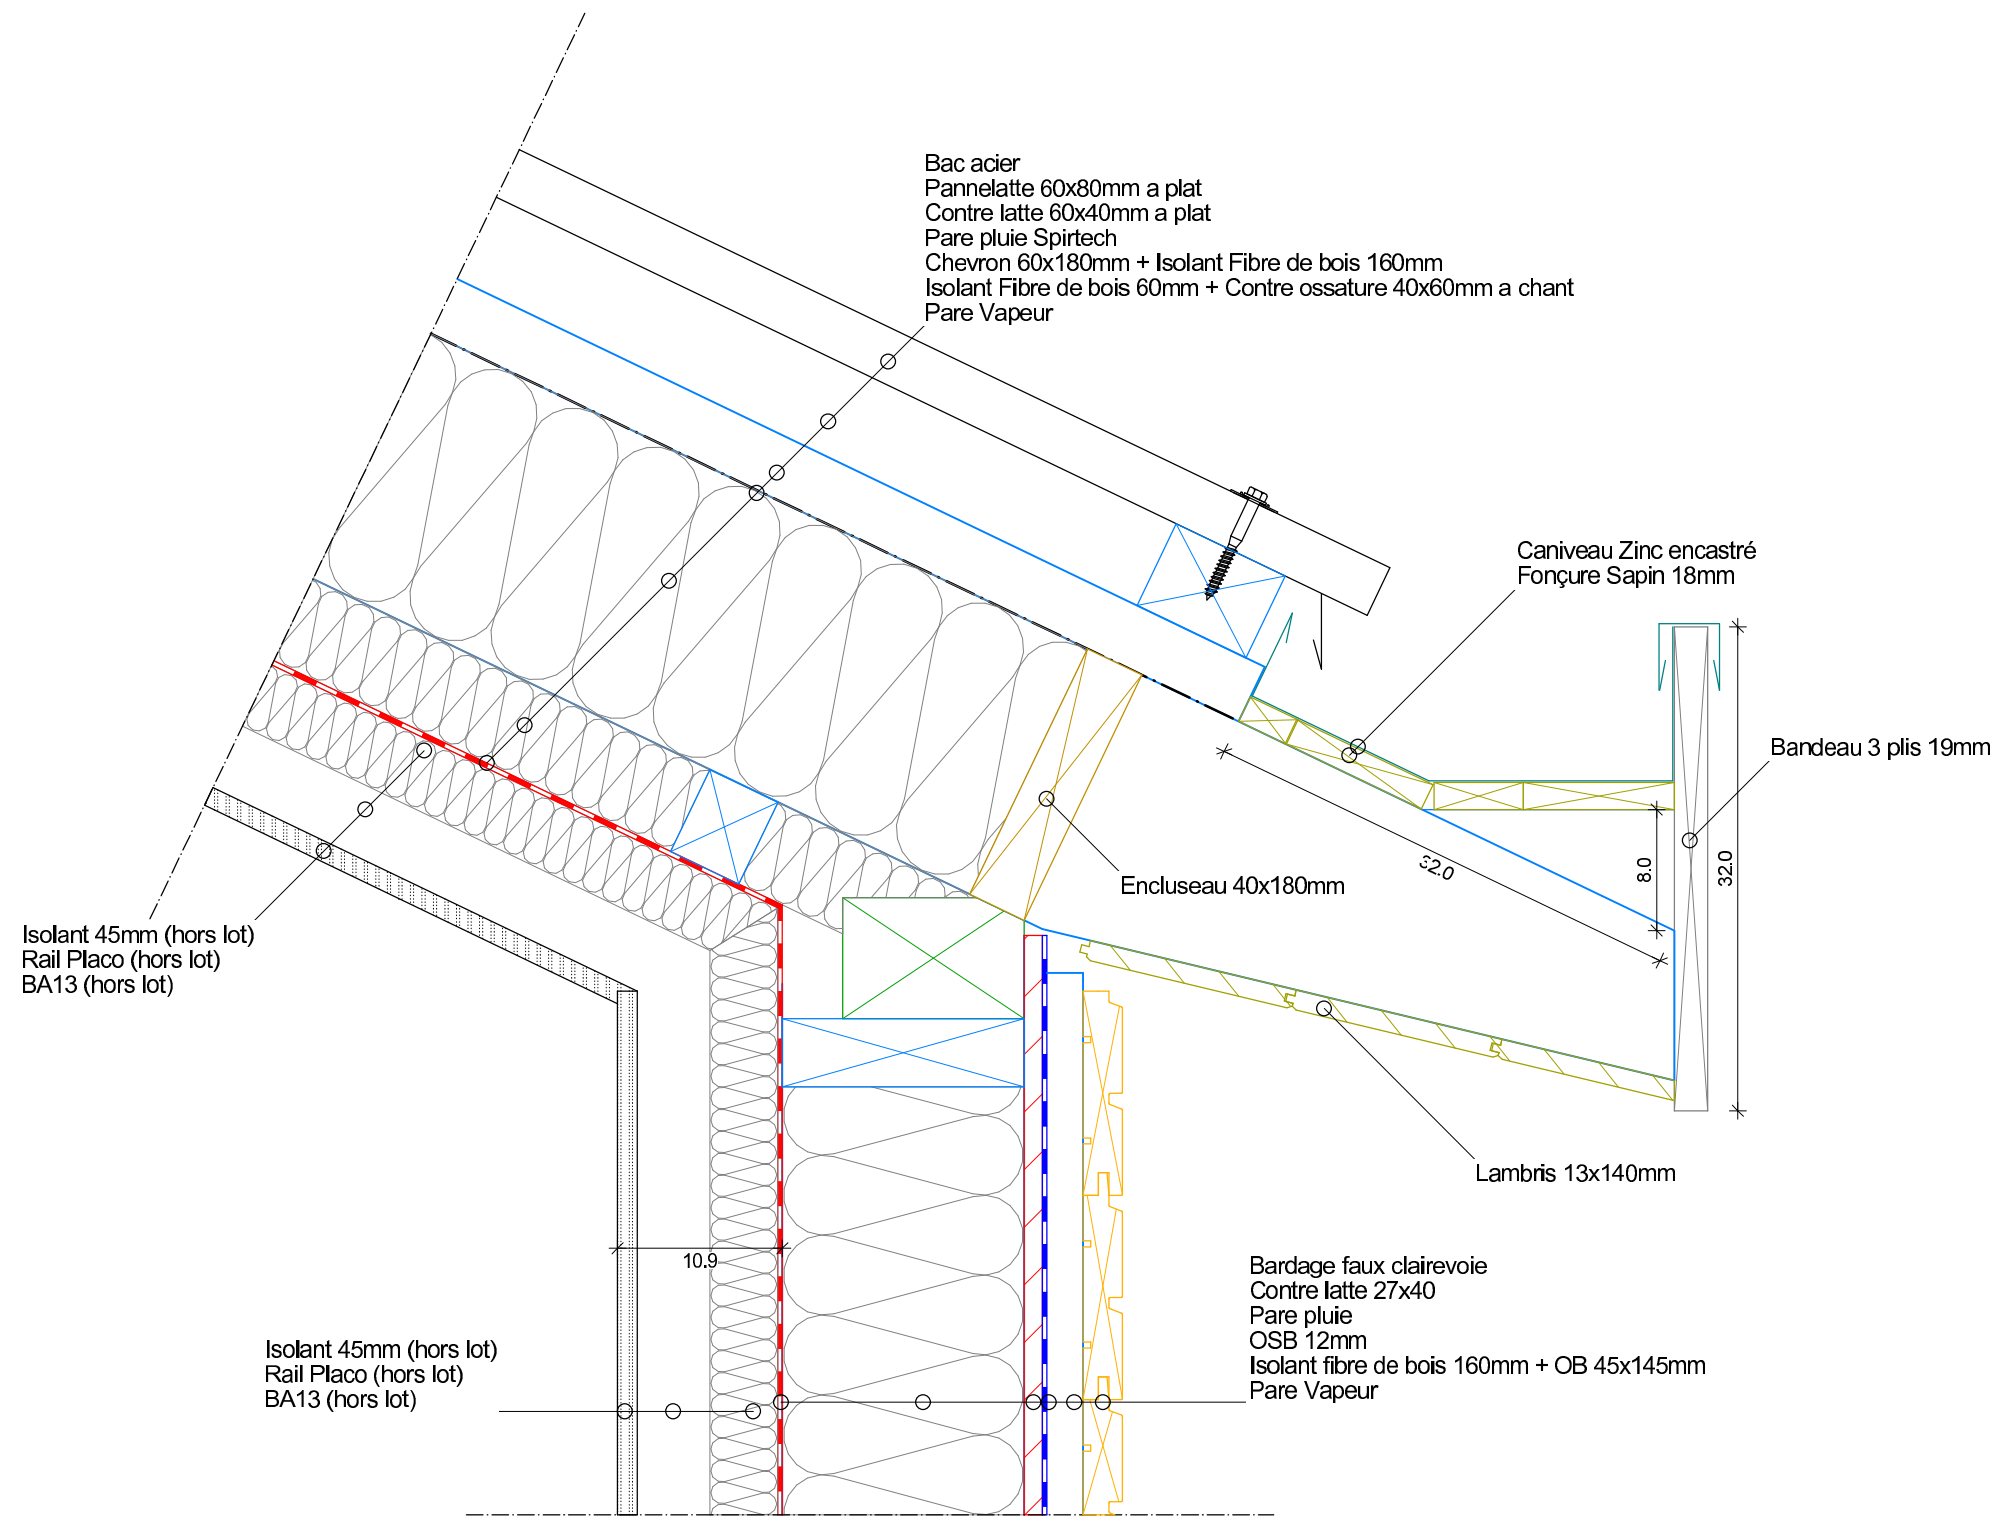 Bac acier
Pannelatte 60x80mm a plat
Contre latte 60x40mm a plat
Pare pluie Spirtech
Chevron 60x180mm + Isolant Fibre de bois 160mm
Isolant Fibre de bois 60mm + Contre ossature 40x60mm a chant
Pare Vapeur
Caniveau Zinc encastré
Fonçure Sapin 18mm
Bandeau 3 plis 19mm
32.0
8.0
32.0
Encluseau 40x180mm
Isolant 45mm (hors lot)
Rail Placo (hors lot)
BA13 (hors lot)
Lambris 13x140mm
10.9
Bardage faux clairevoie
Contre latte 27x40
Pare pluie
OSB 12mm
Isolant fibre de bois 160mm + OB 45x145mm
Pare Vapeur
Isolant 45mm (hors lot)
Rail Placo (hors lot)
BA13 (hors lot)